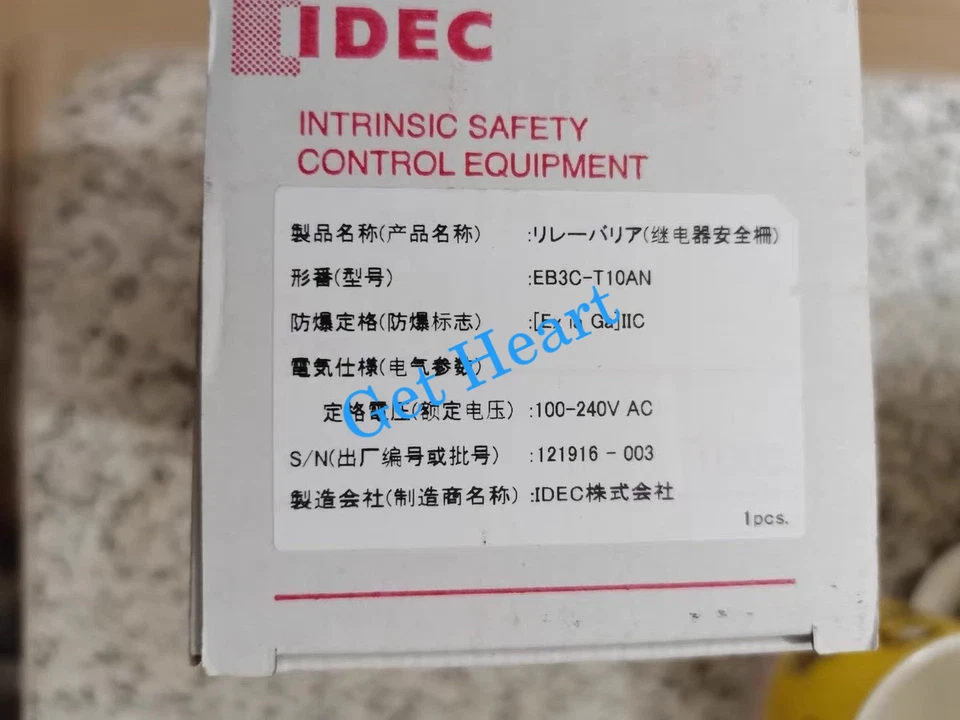 IDEC
INTRINSIC SAFETY
CONTROL EQUIPMENT
製品名称(产品名称) :リレーバリア(继电器安全栅)
形番(型号) :EB3C-T10AN
防爆定格(防爆标志) :[Ex ia Ga]IIC
電気仕様(电气参数)
定格電圧(额定电压) :100-240V AC
S/N(出厂编号或批号) :121916-003
製造会社(制造商名称) :IDEC株式会社
1pcs.
Get Heart